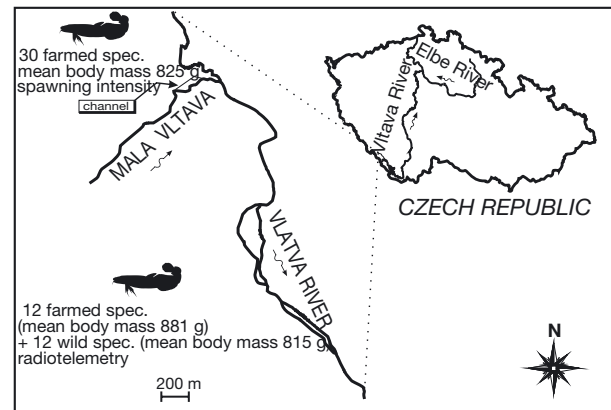 30 farmed spec.
mean body mass 825 g
spawning intensity
channel
MALA VLTAVA
VLATVA RIVER
12 farmed spec.
(mean body mass 881 g)
+ 12 wild spec. (mean body mass 815 g)
radiotelemetry
200 m
Elbe River
Vltava River
CZECH REPUBLIC
N